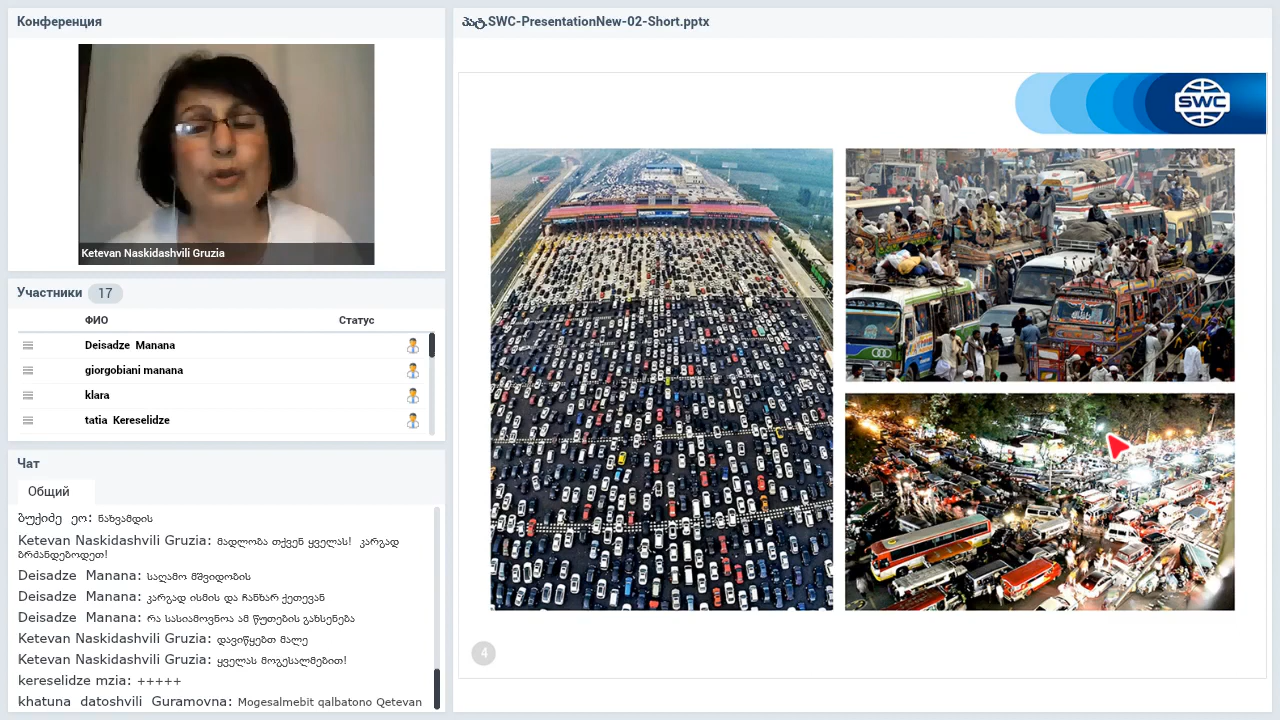 Конференция
Ketevan Naskidashvili Gruzia
Участники 17
ФИО Статус
Deisadze Manana
giorgobiani manana
klara
tatia Kereselidze
Чат
Общий
ბუქიძე ეო: ნახვამდის
Ketevan Naskidashvili Gruzia: მადლობა თქვენ ყველას! კარგად
ბრძანდებოდეთ!
Deisadze Manana: საღამო მშვიდობის
Deisadze Manana: კარგად ისმის და ჩანხარ ქეთევან
Deisadze Manana: რა სასიამოვნოა ამ წუთების გახსენება
Ketevan Naskidashvili Gruzia: დავიწყებთ მალე
Ketevan Naskidashvili Gruzia: ყველას მოგესალმებით!
kereselidze mzia: +++++
khatuna datoshvili Guramovna: Mogesalmebit qalbatono Qetevan
პატ.SWC-PresentationNew-02-Short.pptx
SWC
4